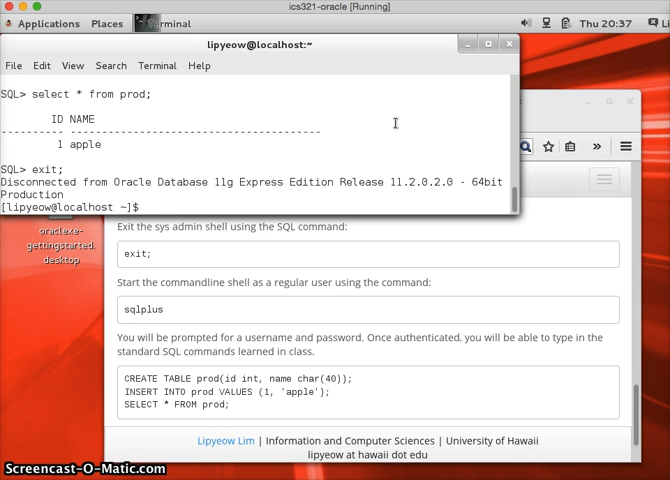 ics321-oracle [Running]
Applications Places Terminal Thu 20:37 Li
lipyeow@localhost:~
File Edit View Search Terminal Help
SQL> select * from prod;
ID NAME
---------- ----------------------------------------
1 apple
SQL> exit;
Disconnected from Oracle Database 11g Express Edition Release 11.2.0.2.0 - 64bit
Production
[lipyeow@localhost ~]$
oraclexe-
gettingstarted.
desktop
Exit the sys admin shell using the SQL command:
exit;
Start the commandline shell as a regular user using the command:
sqlplus
You will be prompted for a username and password. Once authenticated, you will be able to type in the
standard SQL commands learned in class.
CREATE TABLE prod(id int, name char(40));
INSERT INTO prod VALUES (1, 'apple');
SELECT * FROM prod;
Lipyeow Lim | Information and Computer Sciences | University of Hawaii
lipyeow at hawaii dot edu
Screencast-O-Matic.com